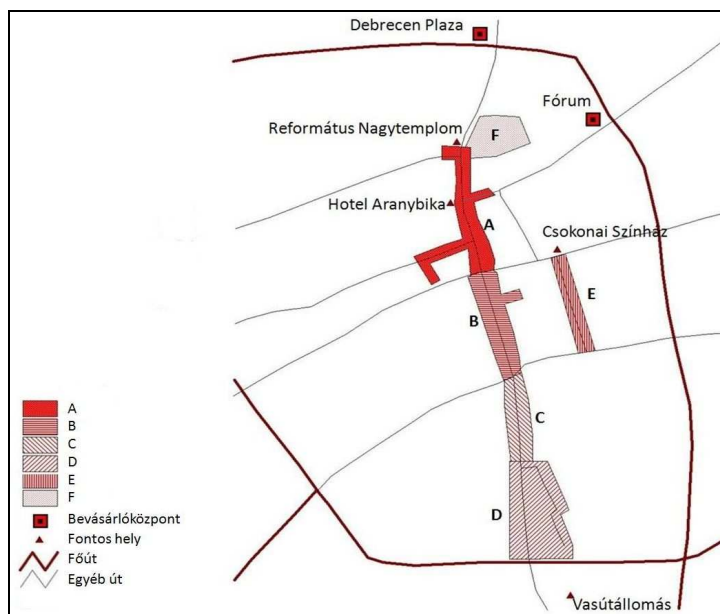 Debrecen Plaza
Fórum
F
Református Nagytemplom
Hotel Aranybika
A
Csokonai Színház
E
B
C
D
A
B
C
D
E
F
Bevásárlóközpont
Fontos hely
Főút
Egyéb út
Vasútállomás